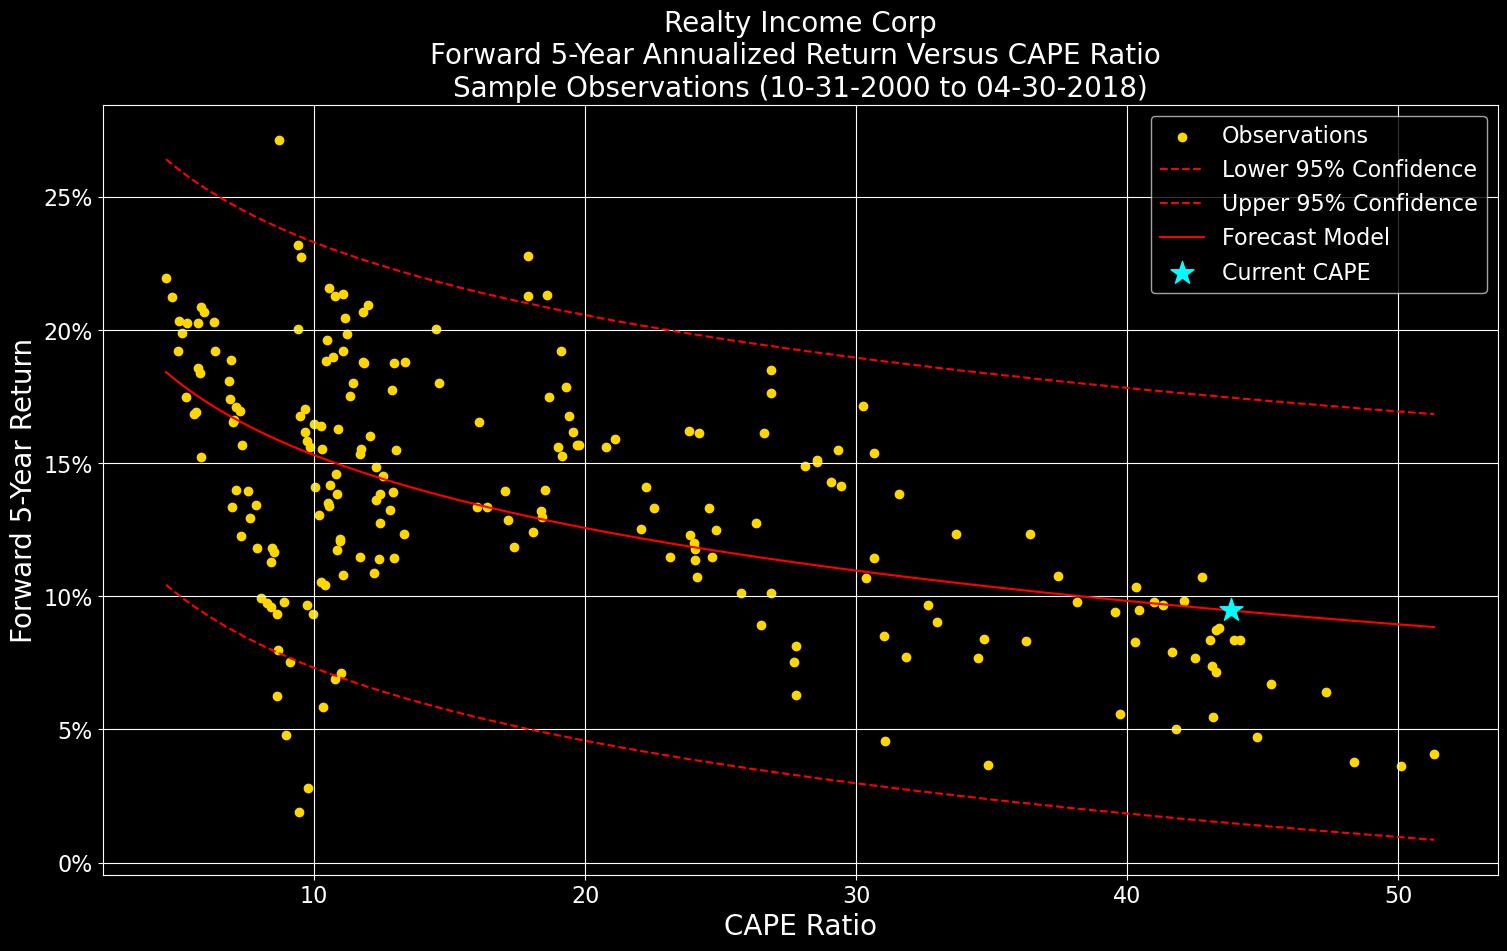 Realty Income Corp
Forward 5-Year Annualized Return Versus CAPE Ratio
Sample Observations (10-31-2000 to 04-30-2018)
Observations
Lower 95% Confidence
Upper 95% Confidence
Forecast Model
Current CAPE
Forward 5-Year Return
25%
20%
15%
10%
5%
0%
10 20 30 40 50
CAPE Ratio